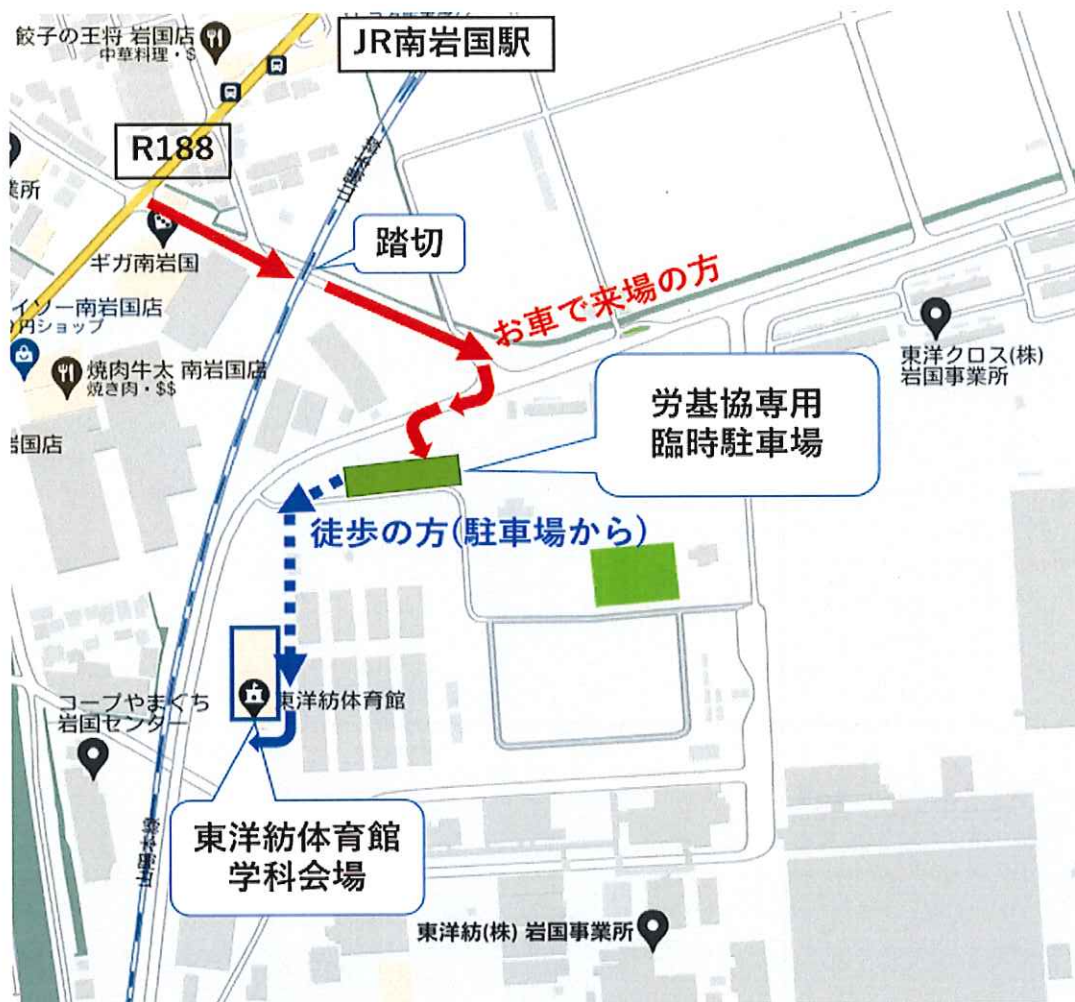 餃子の王将 岩国店
中華料理・$
JR南岩国駅
R188
業所
山陽本線
踏切
ギガ南岩国
イソー南岩国店
円ショップ
お車で来場の方
東洋クロス(株)
岩国事業所
焼肉牛太 南岩国店
焼き肉・$$
岩国店
労基協専用
臨時駐車場
徒歩の方(駐車場から)
東洋紡体育館
コープやまぐち
岩国センター
東洋紡体育館
学科会場
山陽本線
東洋紡(株) 岩国事業所